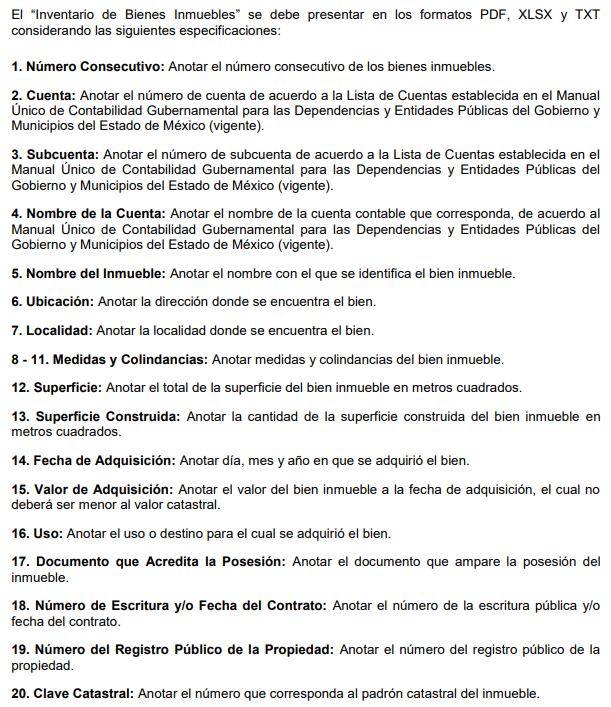 El “Inventario de Bienes Inmuebles” se debe presentar en los formatos PDF, XLSX y TXT
considerando las siguientes especificaciones:
1. Número Consecutivo: Anotar el número consecutivo de los bienes inmuebles.
2. Cuenta: Anotar el número de cuenta de acuerdo a la Lista de Cuentas establecida en el Manual
Único de Contabilidad Gubernamental para las Dependencias y Entidades Públicas del Gobierno y
Municipios del Estado de México (vigente).
3. Subcuenta: Anotar el número de subcuenta de acuerdo a la Lista de Cuentas establecida en el
Manual Único de Contabilidad Gubernamental para las Dependencias y Entidades Públicas del
Gobierno y Municipios del Estado de México (vigente).
4. Nombre de la Cuenta: Anotar el nombre de la cuenta contable que corresponda, de acuerdo al
Manual Único de Contabilidad Gubernamental para las Dependencias y Entidades Públicas del
Gobierno y Municipios del Estado de México (vigente).
5. Nombre del Inmueble: Anotar el nombre con el que se identifica el bien inmueble.
6. Ubicación: Anotar la dirección donde se encuentra el bien.
7. Localidad: Anotar la localidad donde se encuentra el bien.
8 - 11. Medidas y Colindancias: Anotar medidas y colindancias del bien inmueble.
12. Superficie: Anotar el total de la superficie del bien inmueble en metros cuadrados.
13. Superficie Construida: Anotar la cantidad de la superficie construida del bien inmueble en
metros cuadrados.
14. Fecha de Adquisición: Anotar día, mes y año en que se adquirió el bien.
15. Valor de Adquisición: Anotar el valor del bien inmueble a la fecha de adquisición, el cual no
deberá ser menor al valor catastral.
16. Uso: Anotar el uso o destino para el cual se adquirió el bien.
17. Documento que Acredita la Posesión: Anotar el documento que ampare la posesión del
inmueble.
18. Número de Escritura y/o Fecha del Contrato: Anotar el número de la escritura pública y/o
fecha del contrato.
19. Número del Registro Público de la Propiedad: Anotar el número del registro público de la
propiedad.
20. Clave Catastral: Anotar el número que corresponda al padrón catastral del inmueble.